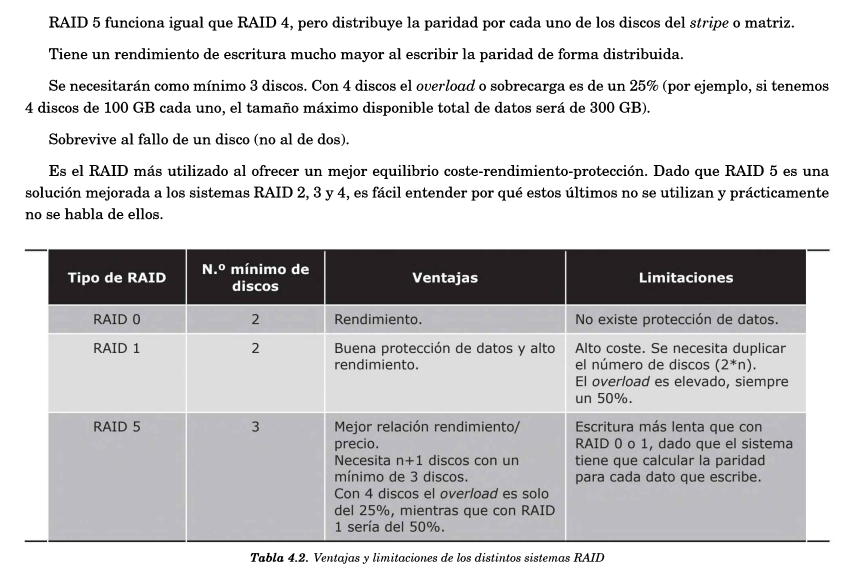 RAID 5 funciona igual que RAID 4, pero distribuye la paridad por cada uno de los discos del stripe o matriz.
Tiene un rendimiento de escritura mucho mayor al escribir la paridad de forma distribuida.
Se necesitarán como mínimo 3 discos. Con 4 discos el overload o sobrecarga es de un 25% (por ejemplo, si tenemos
4 discos de 100 GB cada uno, el tamaño máximo disponible total de datos será de 300 GB).
Sobrevive al fallo de un disco (no al de dos).
Es el RAID más utilizado al ofrecer un mejor equilibrio coste-rendimiento-protección. Dado que RAID 5 es una
solución mejorada a los sistemas RAID 2, 3 y 4, es fácil entender por qué estos últimos no se utilizan y prácticamente
no se habla de ellos.
Tipo de RAID
N.º mínimo de
discos
Ventajas
Limitaciones
RAID 0
2
Rendimiento.
No existe protección de datos.
RAID 1
2
Buena protección de datos y alto
rendimiento.
Alto coste. Se necesita duplicar
el número de discos (2*n).
El overload es elevado, siempre
un 50%.
RAID 5
3
Mejor relación rendimiento/
precio.
Necesita n+1 discos con un
mínimo de 3 discos.
Con 4 discos el overload es solo
del 25%, mientras que con RAID
1 sería del 50%.
Escritura más lenta que con
RAID 0 o 1, dado que el sistema
tiene que calcular la paridad
para cada dato que escribe.
Tabla 4.2. Ventajas y limitaciones de los distintos sistemas RAID